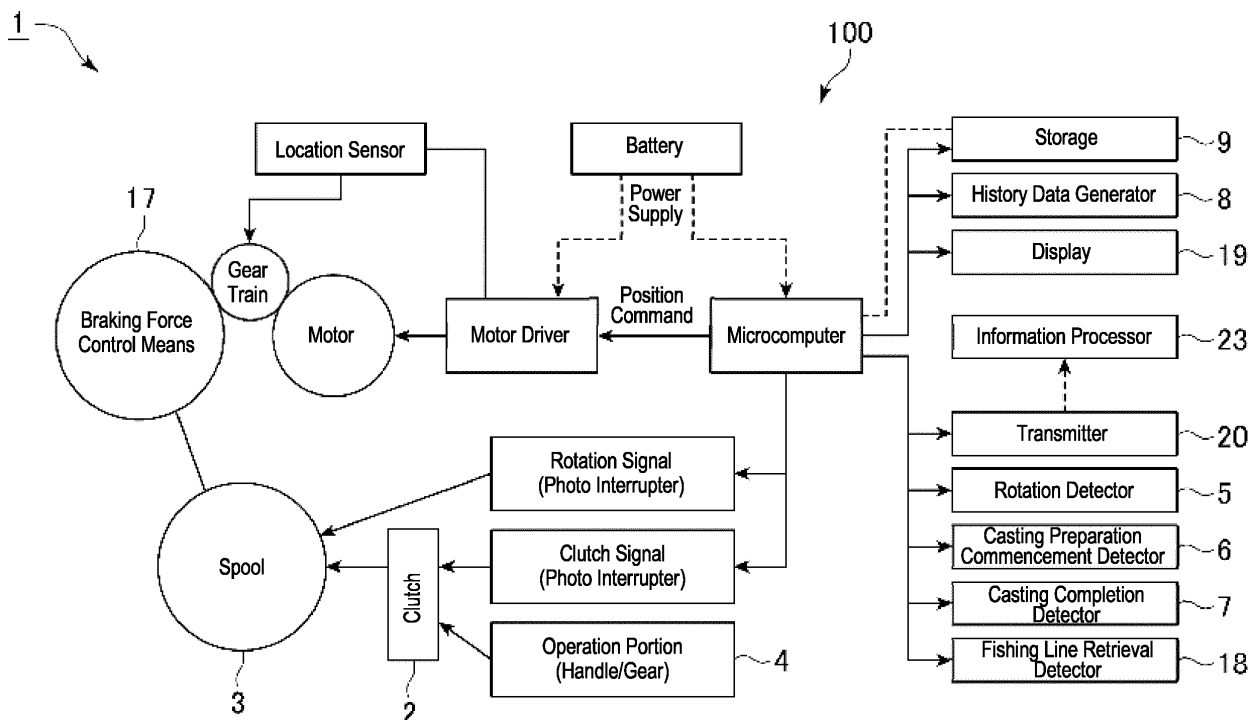 1
100
Location Sensor
Battery
Storage
9
History Data Generator
8
Display
19
Power
Supply
17
Gear
Train
Braking Force
Control Means
Motor
Motor Driver
Position
Command
Microcomputer
Information Processor
23
Transmitter
20
Rotation Detector
5
Casting Preparation
Commencement Detector
6
Casting Completion
Detector
7
Fishing Line Retrieval
Detector
18
Rotation Signal
(Photo Interrupter)
Clutch Signal
(Photo Interrupter)
Operation Portion
(Handle/Gear)
4
Spool
3
Clutch
2